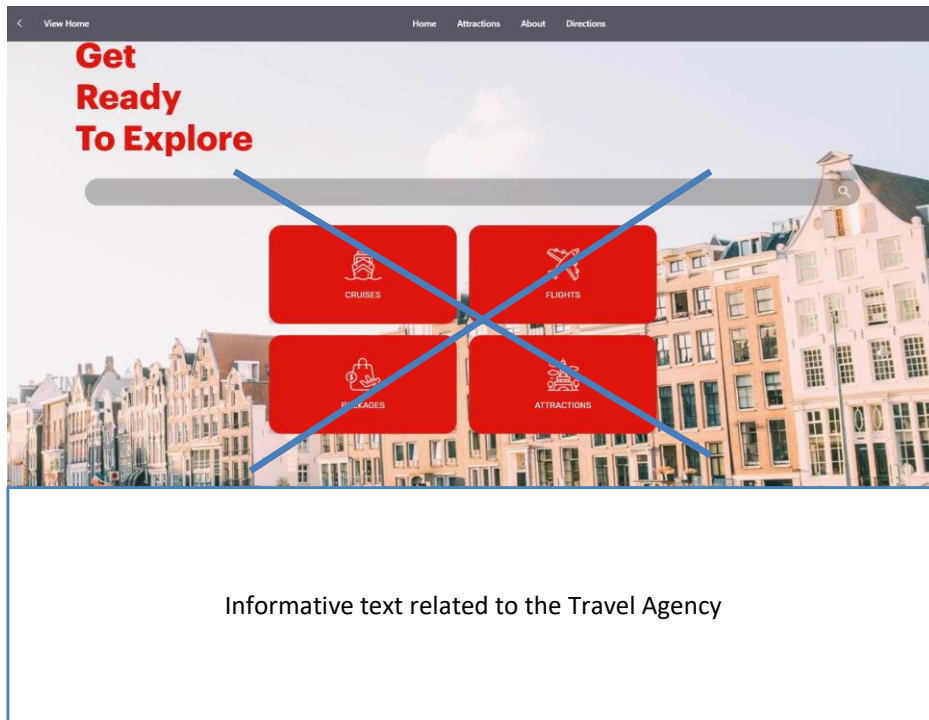 View Home
Home Attractions About Directions
Get
Ready
To Explore
CRUISES
FLIGHTS
PACKAGES
ATTRACTIONS
Informative text related to the Travel Agency